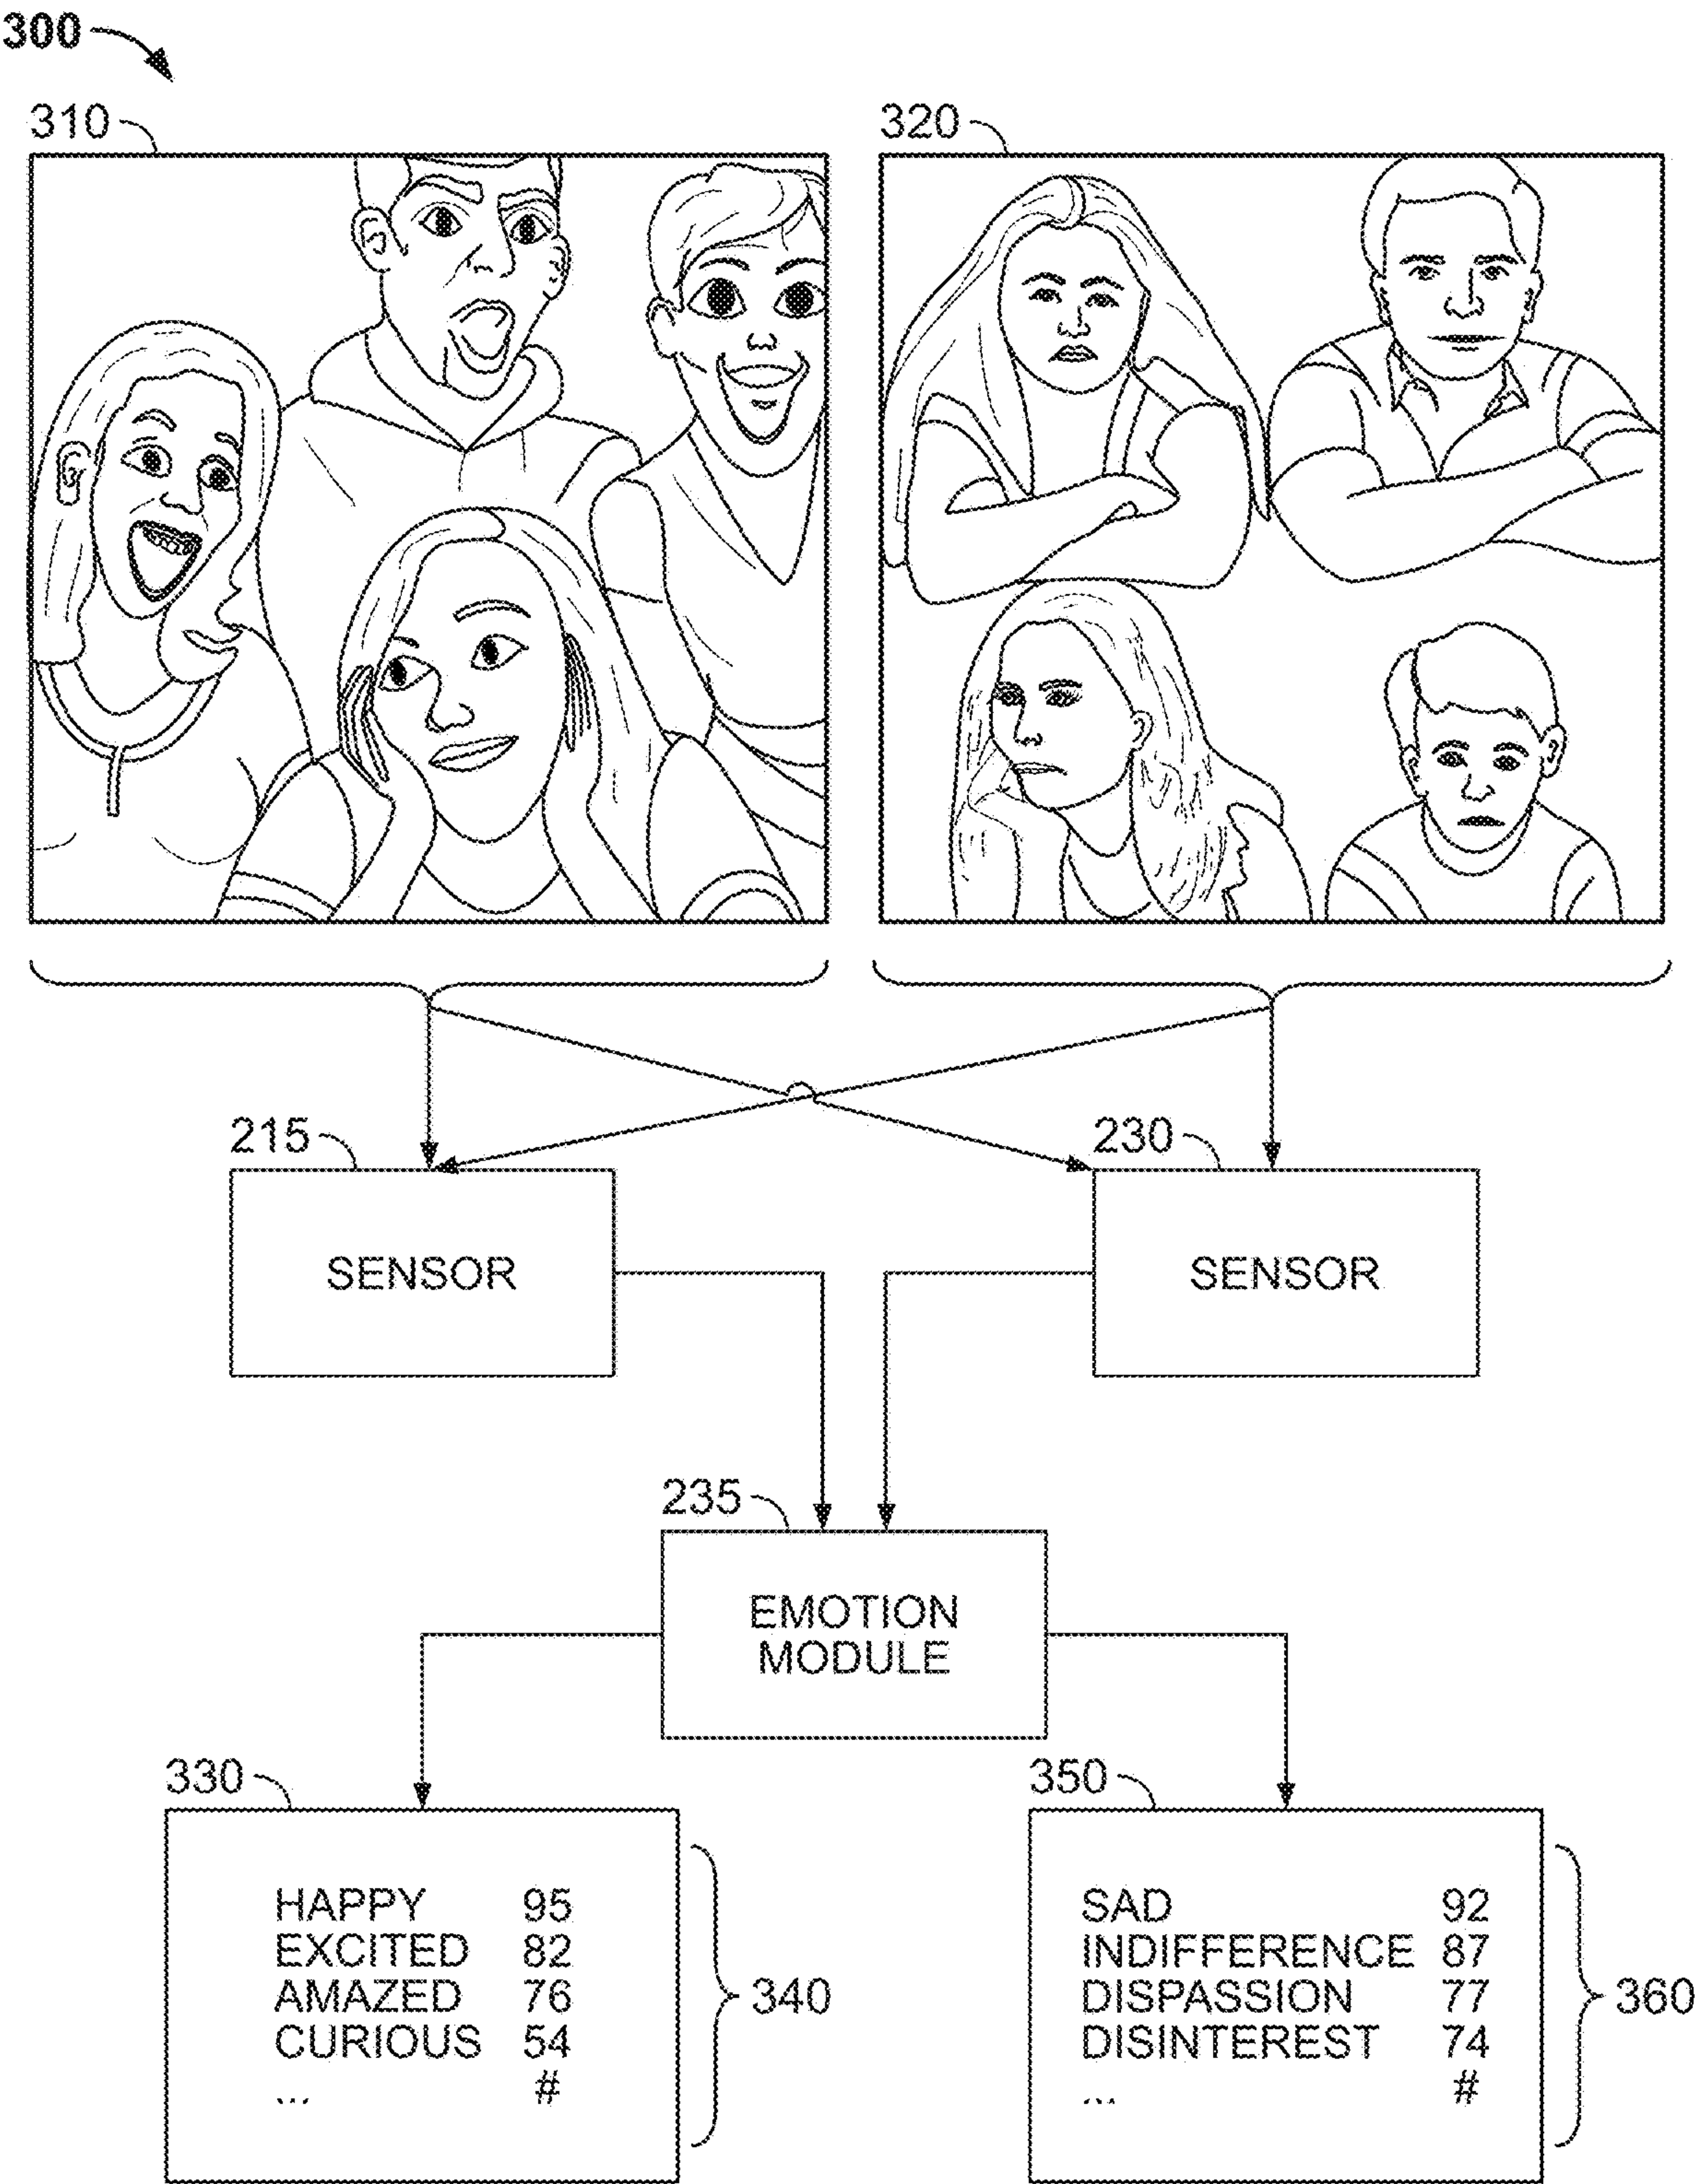 300
310
320
215
230
SENSOR
SENSOR
235
EMOTION
MODULE
330
350
HAPPY 95
EXCITED 82
AMAZED 76
CURIOUS 54
... #
340
SAD 92
INDIFFERENCE 87
DISPASSION 77
DISINTEREST 74
... #
360